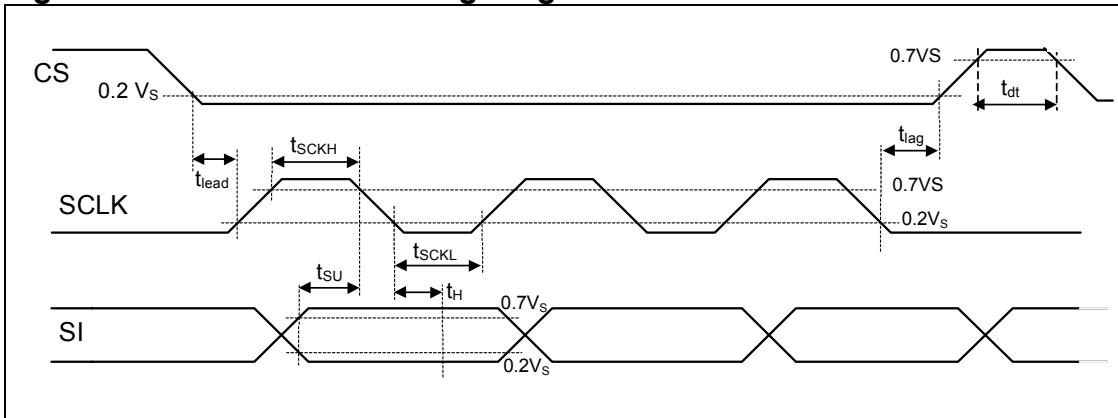 CS
0.2 VS
0.7VS
tdt
tSCKH
tlag
tlead
0.7VS
SCLK
0.2VS
tSCKL
tSU
tH
0.7VS
SI
0.2VS